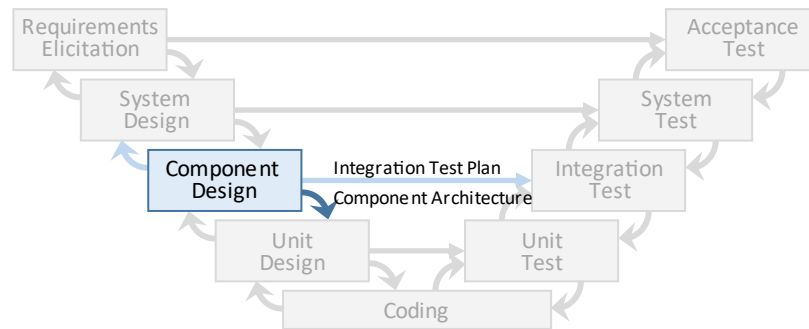 Requirements
Elicitation
Acceptance
Test
System
Design
System
Test
Component
Design
Integration Test Plan
Component Architecture
Integration
Test
Unit
Design
Unit
Test
Coding